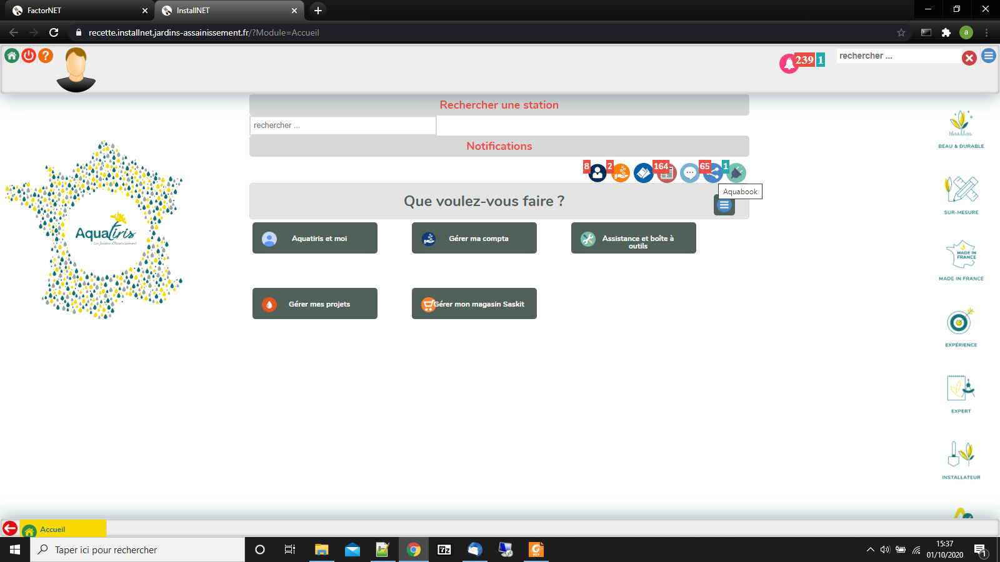 FactorNET
InstallNET
recette.installnet.jardins-assainissement.fr/?Module=Accueil
a
?
239 1
rechercher ...
Rechercher une station
rechercher ...
Notifications
8 2 164 65 1
Aquabook
Que voulez-vous faire ?
Aquatiris et moi
Gérer ma compta
Assistance et boîte à
outils
Gérer mes projets
Gérer mon magasin Saskit
Aquatiris
Les Jardins d'Assainissement
BEAU & DURABLE
SUR-MESURE
MADE IN
FRANCE
MADE IN FRANCE
EXPÉRIENCE
EXPERT
INSTALLATEUR
Accueil
Taper ici pour rechercher
7z
15:37
01/10/2020
1